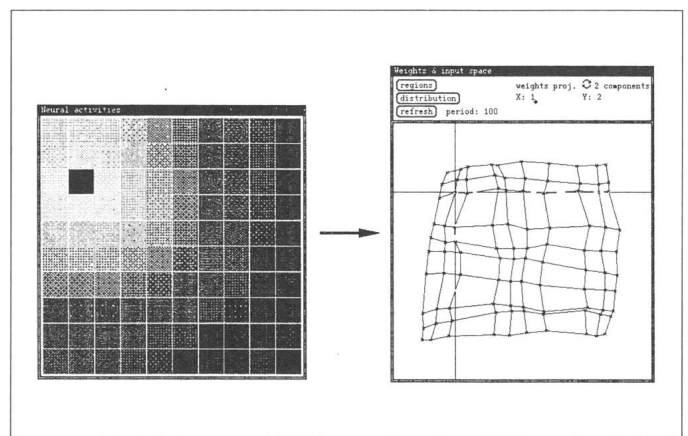 Neural activities
Weights & input space
regions
weights proj. 2 components
distribution
X: 1 Y: 2
refresh period: 100